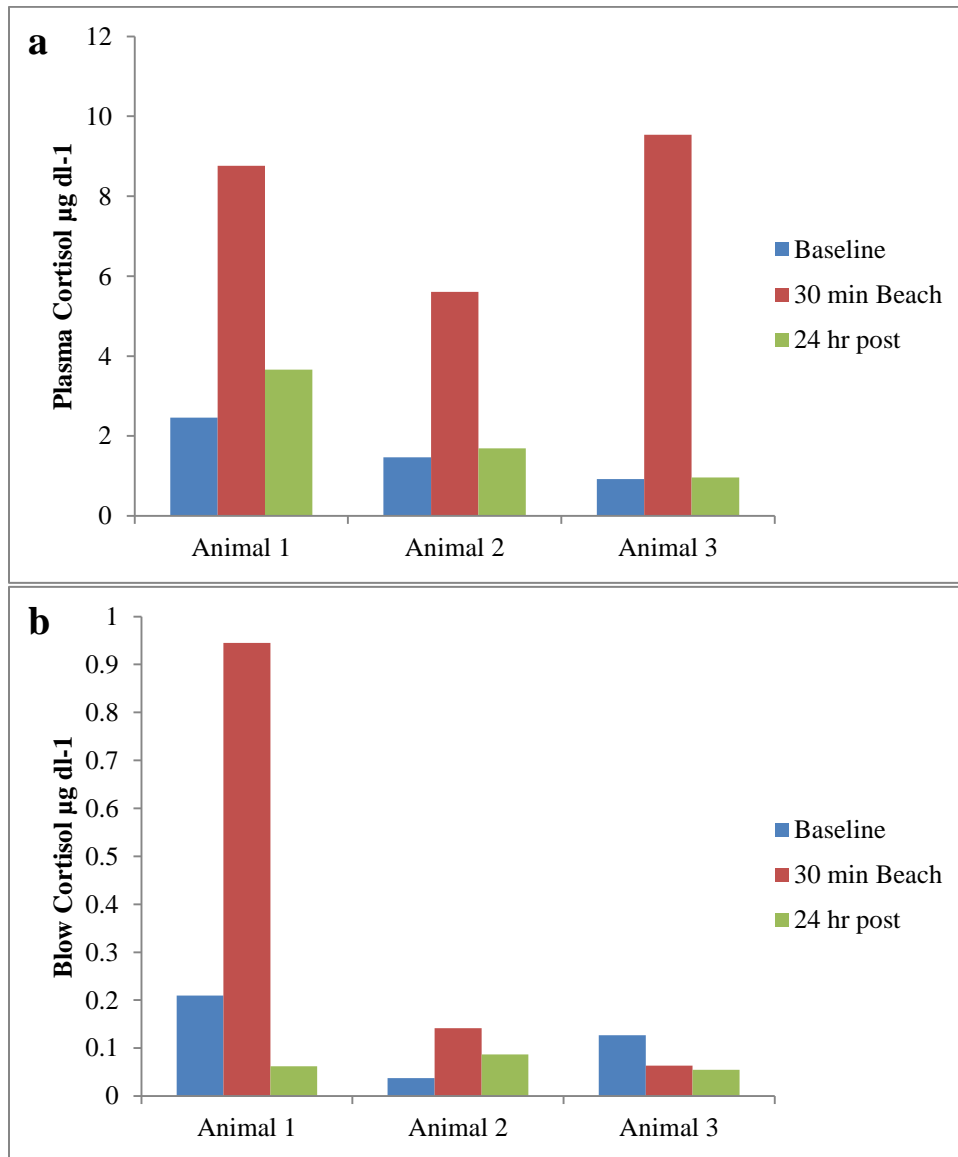 a
12
10
8
6
4
2
0
Plasma Cortisol µg dl-1
Animal 1 Animal 2 Animal 3
Baseline
30 min Beach
24 hr post
b
1
0.9
0.8
0.7
0.6
0.5
0.4
0.3
0.2
0.1
0
Blow Cortisol µg dl-1
Animal 1 Animal 2 Animal 3
Baseline
30 min Beach
24 hr post